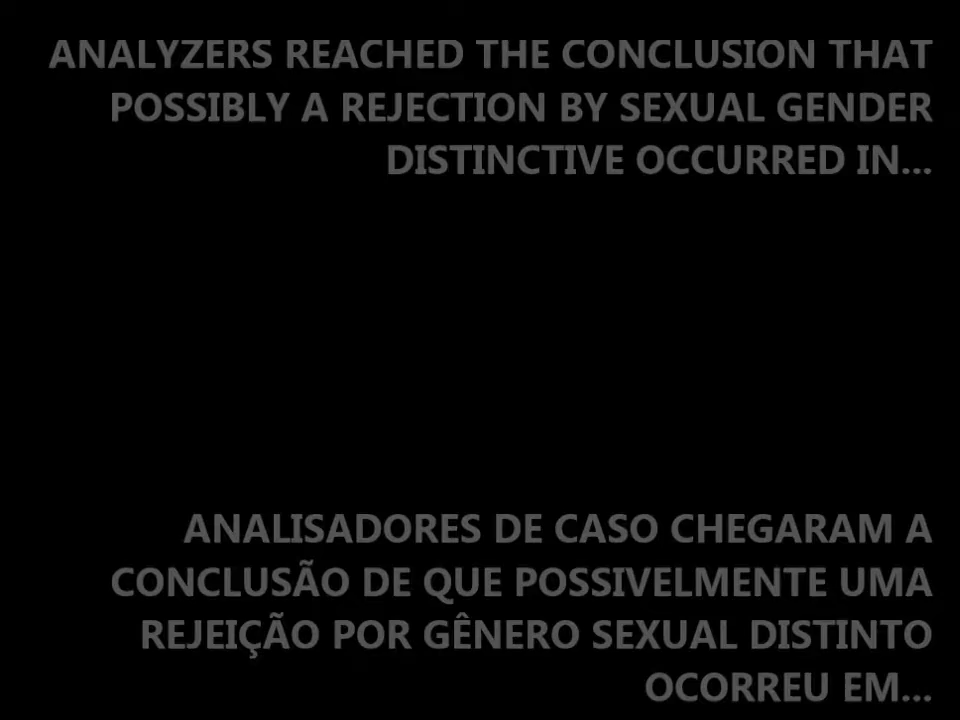 ANALYZERS REACHED THE CONCLUSION THAT
POSSIBLY A REJECTION BY SEXUAL GENDER
DISTINCTIVE OCCURRED IN...
ANALISADORES DE CASO CHEGARAM A
CONCLUSÃO DE QUE POSSIVELMENTE UMA
REJEIÇÃO POR GÊNERO SEXUAL DISTINTO
OCORREU EM...